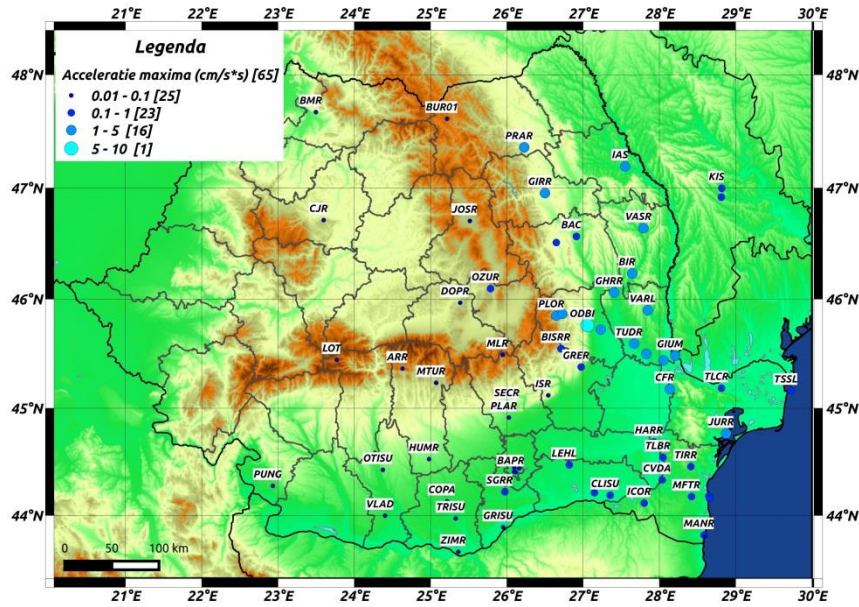 21°E 22°E 23°E 24°E 25°E 26°E 27°E 28°E 29°E 30°E
Legenda
Acceleratie maxima (cm/s*s) [65]
0.01 - 0.1 [25]
0.1 - 1 [23]
1 - 5 [16]
5 - 10 [1]
48°N 48°N
BMR BUR01
PRAR
IAS
47°N KIS 47°N
GIRR
CJR JOSR VASR
BAC
BIR
OZUR GHRR
46°N DOPR 46°N
PLOR VARL
ODBI
TUDR
LOT ARR MLR BISRR GIUM
GRER
MTUR CFR TLCR TSSL
ISR
SECR
45°N PLAR 45°N
JURR
HARR
HUMR TLBR
OTISU BAPR LEHL TIRR
PUNG CVDA
SGRR
COPA CLISU ICOR MFTR
VLAD TRISU
44°N GRISU 44°N
MANR
ZIMR
0 50 100 km
21°E 22°E 23°E 24°E 25°E 26°E 27°E 28°E 29°E 30°E